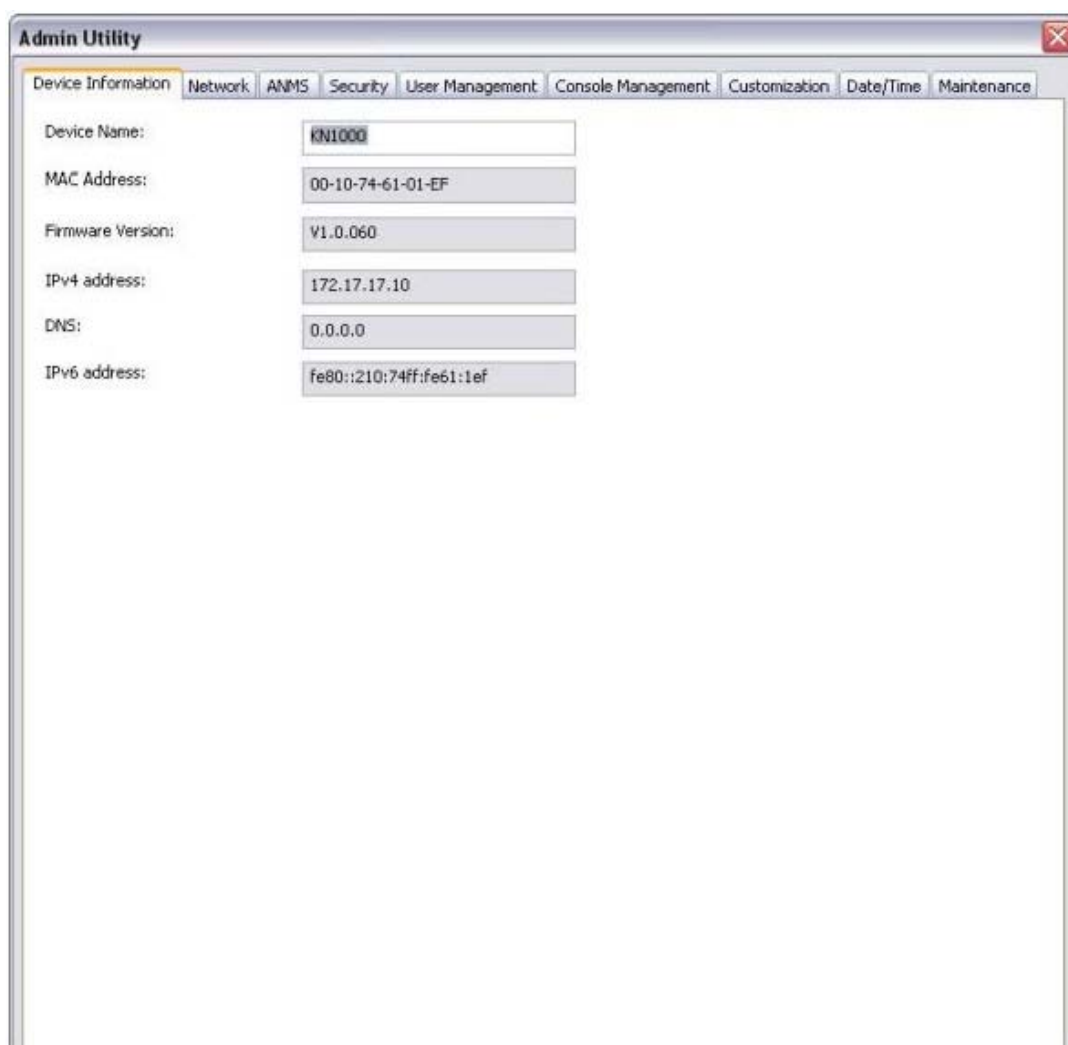 Admin Utility
Device Information Network ANMS Security User Management Console Management Customization Date/Time Maintenance
Device Name: KN1000
MAC Address: 00-10-74-61-01-EF
Firmware Version: V1.0.060
IPv4 address: 172.17.17.10
DNS: 0.0.0.0
IPv6 address: fe80::210:74ff:fe61:1ef